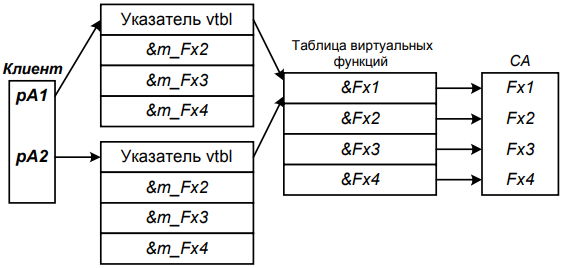 Клиент
pA1
pA2
Указатель vtbl
&m_Fx2
&m_Fx3
&m_Fx4
Указатель vtbl
&m_Fx2
&m_Fx3
&m_Fx4
Таблица виртуальных
функций
&Fx1
&Fx2
&Fx3
&Fx4
CA
Fx1
Fx2
Fx3
Fx4